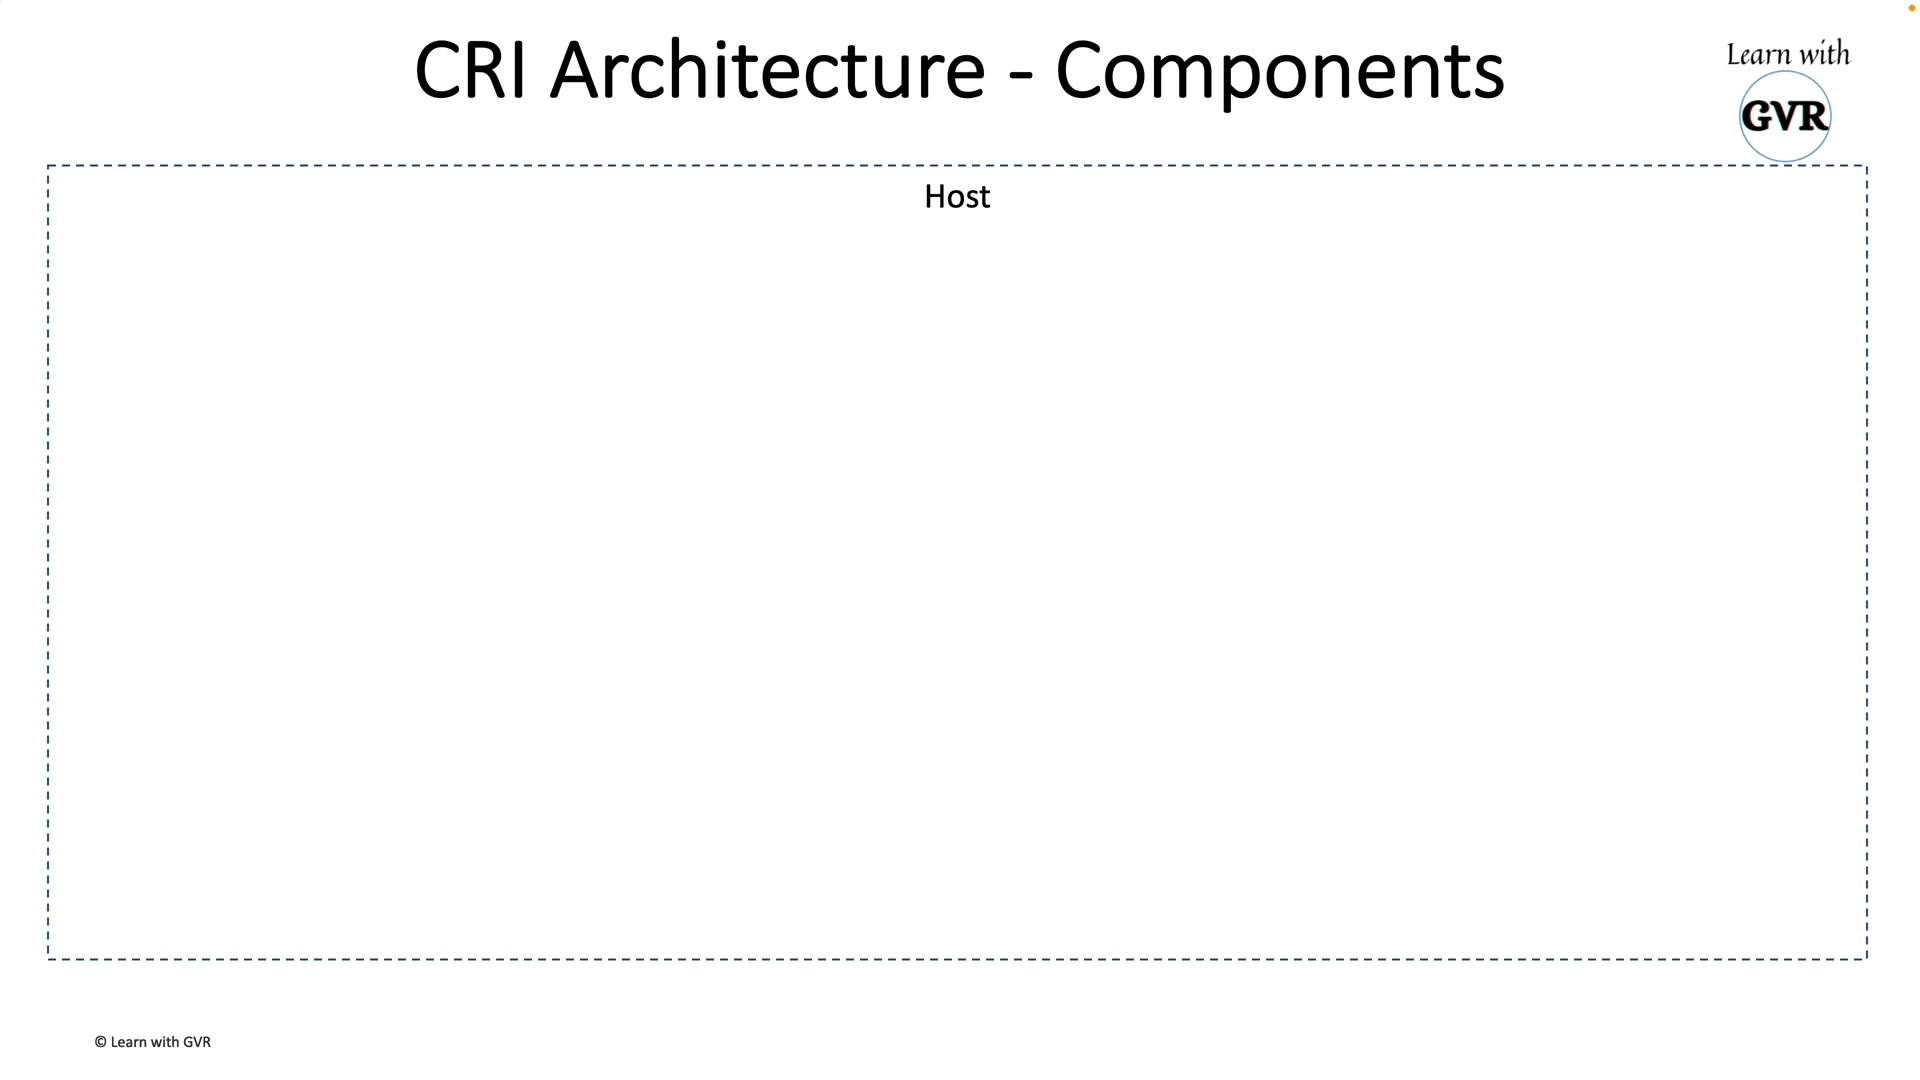 CRI Architecture - Components
Learn with
GVR
Host
© Learn with GVR